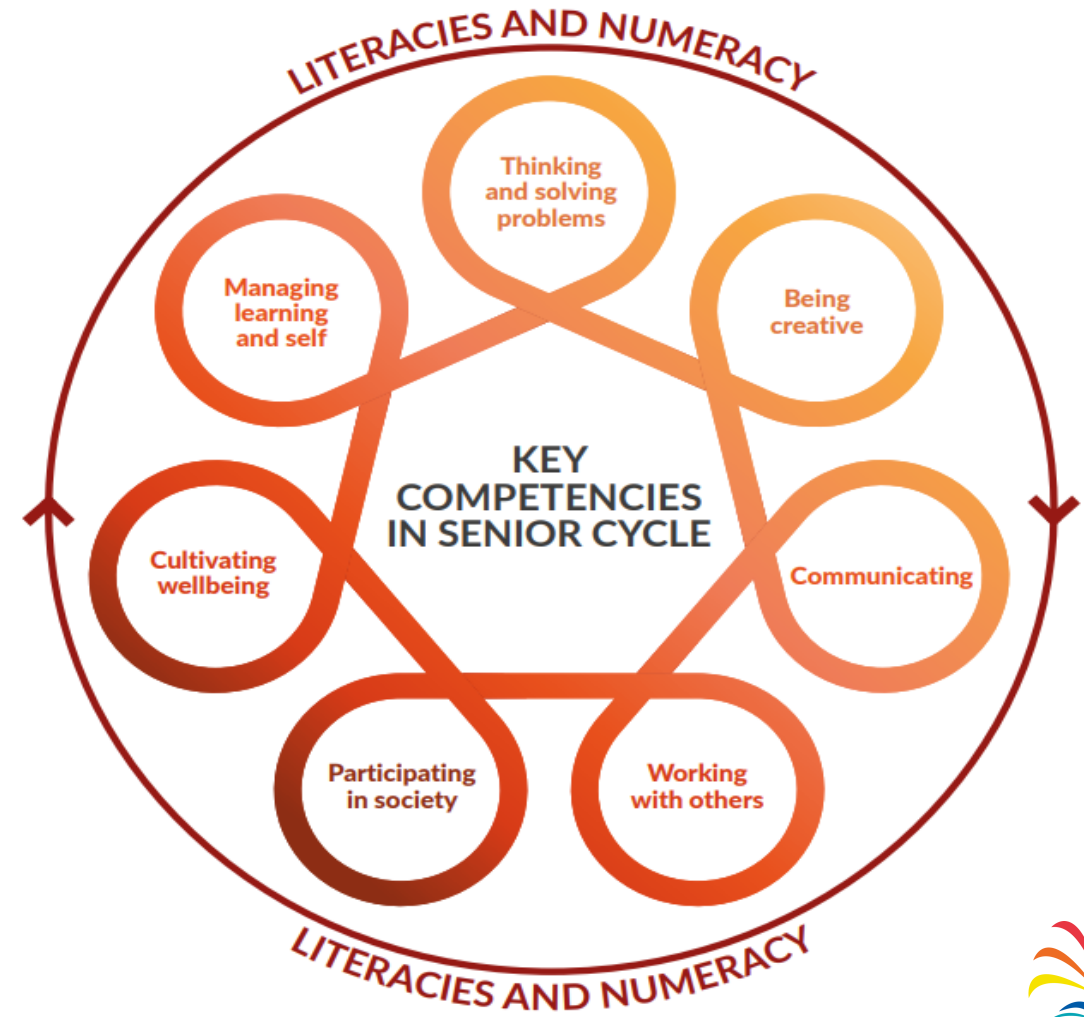 LITERACIES AND NUMERACY
Thinking
and solving
problems
Being
creative
Managing
learning
and self
KEY
COMPETENCIES
IN SENIOR CYCLE
Cultivating
wellbeing
Communicating
Participating
in society
Working
with others
LITERACIES AND NUMERACY